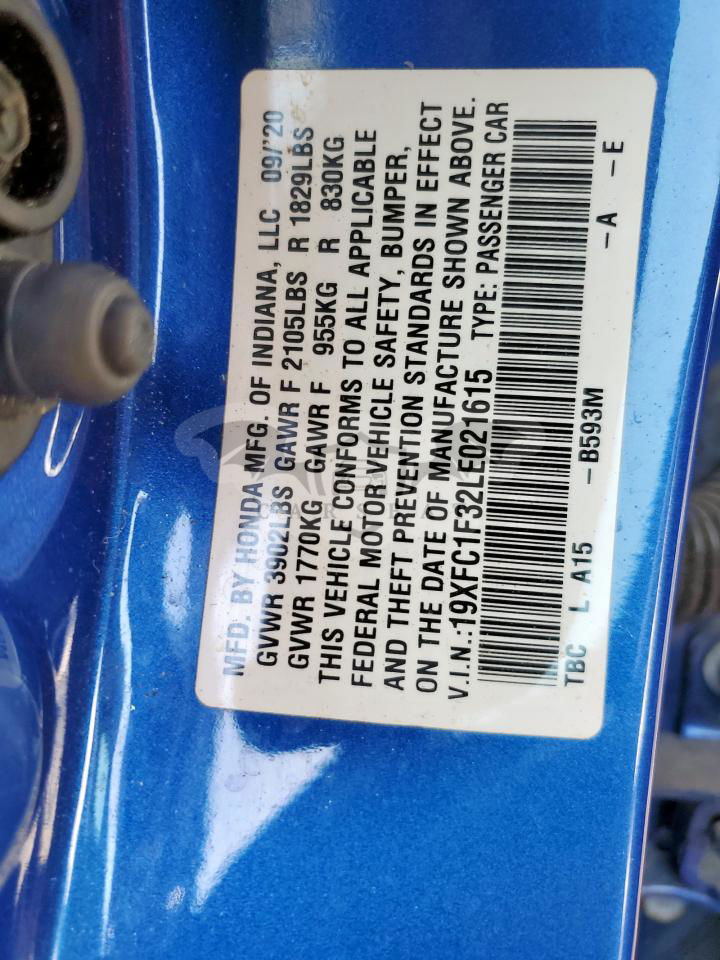 MFD. BY HONDA MFG. OF INDIANA, LLC 09/'20
GVWR 3902LBS GAWR F 2105LBS R 1829LBS
GVWR 1770KG GAWR F 955KG R 830KG
THIS VEHICLE CONFORMS TO ALL APPLICABLE
FEDERAL MOTOR VEHICLE SAFETY, BUMPER,
AND THEFT PREVENTION STANDARDS IN EFFECT
ON THE DATE OF MANUFACTURE SHOWN ABOVE.
V.I.N.:19XFC1F32LE021615 TYPE: PASSENGER CAR
TBC L A15 -B593M -A -E